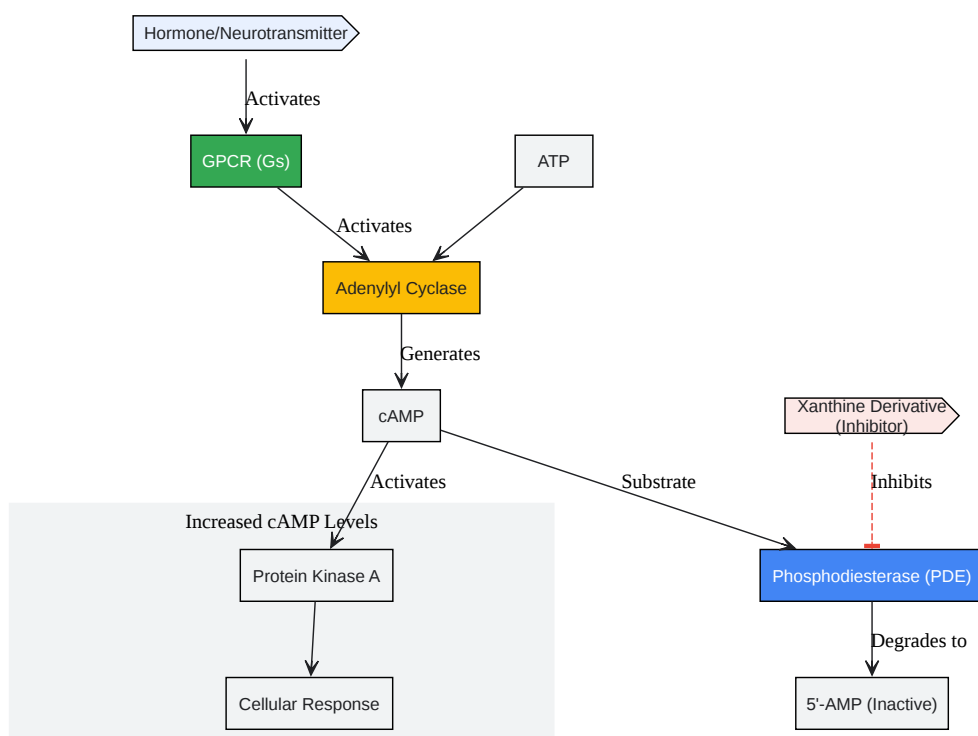 Hormone/Neurotransmitter
Activates
GPCR (Gs)
ATP
Activates
Adenylyl Cyclase
Generates
cAMP
Xanthine Derivative
(Inhibitor)
Activates
Substrate
Inhibits
Increased cAMP Levels
Protein Kinase A
Phosphodiesterase (PDE)
Degrades to
Cellular Response
5'-AMP (Inactive)